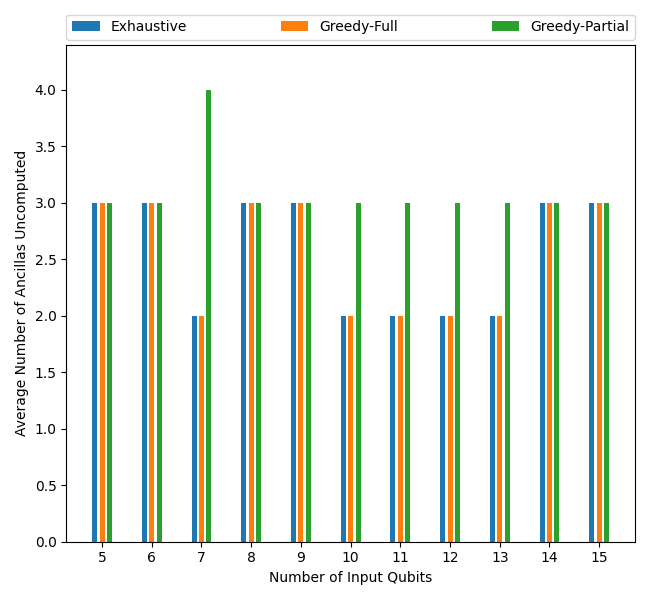 Exhaustive Greedy-Full Greedy-Partial
4.0
3.5
3.0
2.5
2.0
1.5
1.0
0.5
0.0
Average Number of Ancillas Uncomputed
5 6 7 8 9 10 11 12 13 14 15
Number of Input Qubits